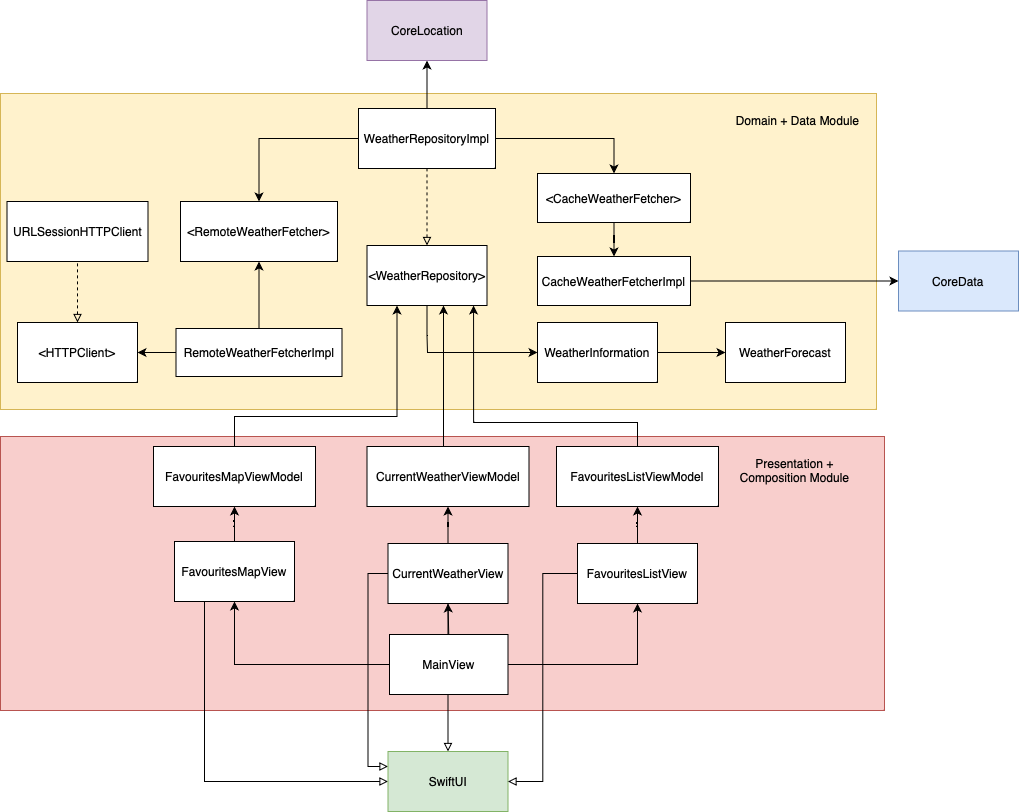 CoreLocation
Domain + Data Module
WeatherRepositoryImpl
<CacheWeatherFetcher>
URLSessionHTTPClient
<RemoteWeatherFetcher>
<WeatherRepository>
CacheWeatherFetcherImpl
CoreData
<HTTPClient>
RemoteWeatherFetcherImpl
WeatherInformation
WeatherForecast
Presentation +
Composition Module
FavouritesMapViewModel
CurrentWeatherViewModel
FavouritesListViewModel
FavouritesMapView
CurrentWeatherView
FavouritesListView
MainView
SwiftUI